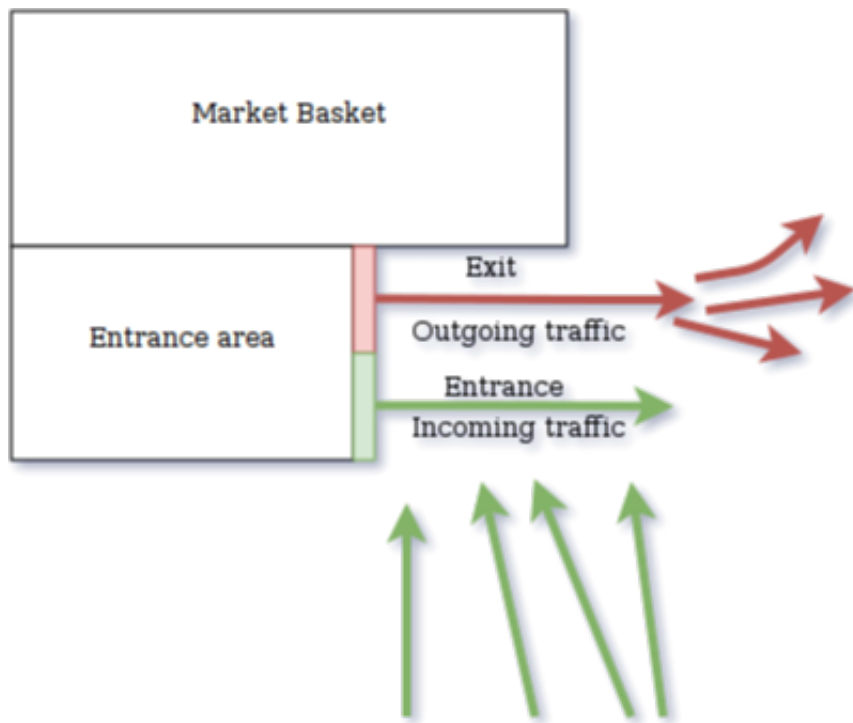 Market Basket
Exit
Entrance area
Outgoing traffic
Entrance
Incoming traffic